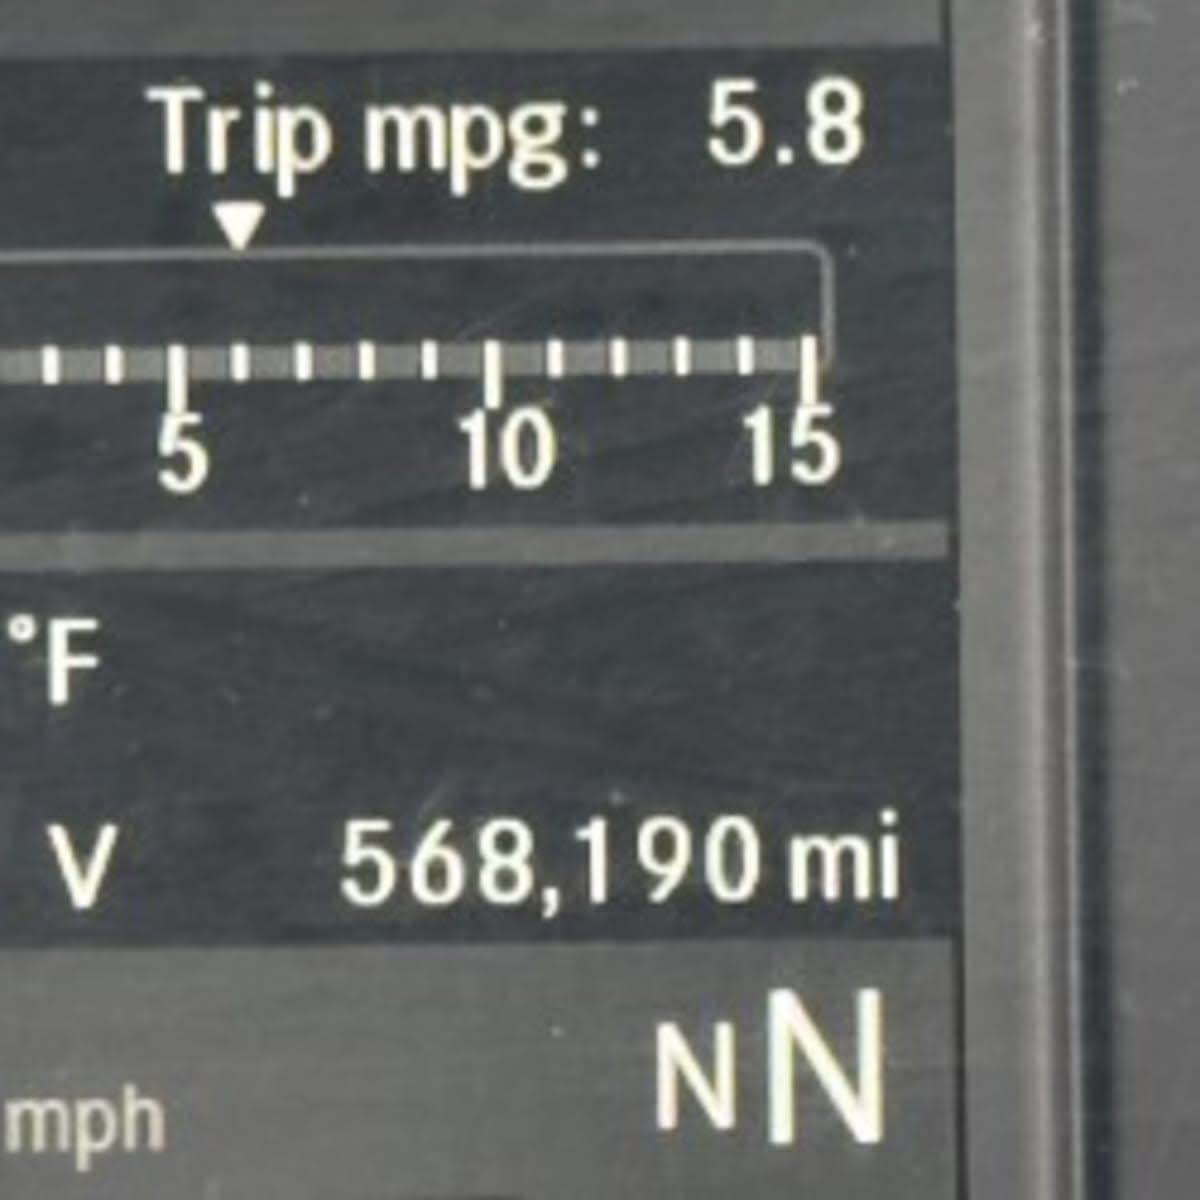 Trip mpg: 5.8
5 10 15
°F
V 568,190 mi
mph N N